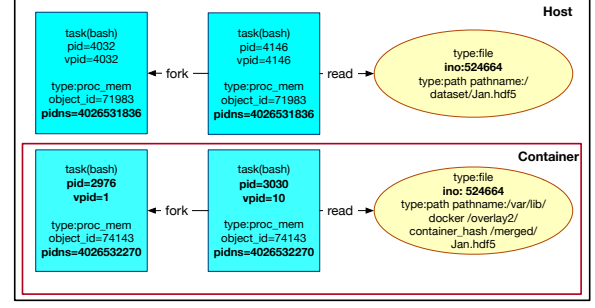 Host
task(bash)
pid=4032
vpid=4032
type:proc_mem
object_id=71983
pidns=4026531836
fork
task(bash)
pid=4146
vpid=4146
type:proc_mem
object_id=71983
pidns=4026531836
read
type:file
ino:524664
type:path pathname:/
dataset/Jan.hdf5
Container
task(bash)
pid=2976
vpid=1
type:proc_mem
object_id=74143
pidns=4026532270
fork
task(bash)
pid=3030
vpid=10
type:proc_mem
object_id=74143
pidns=4026532270
read
type:file
ino: 524664
type:path pathname:/var/lib/
docker /overlay2/
container_hash /merged/
Jan.hdf5